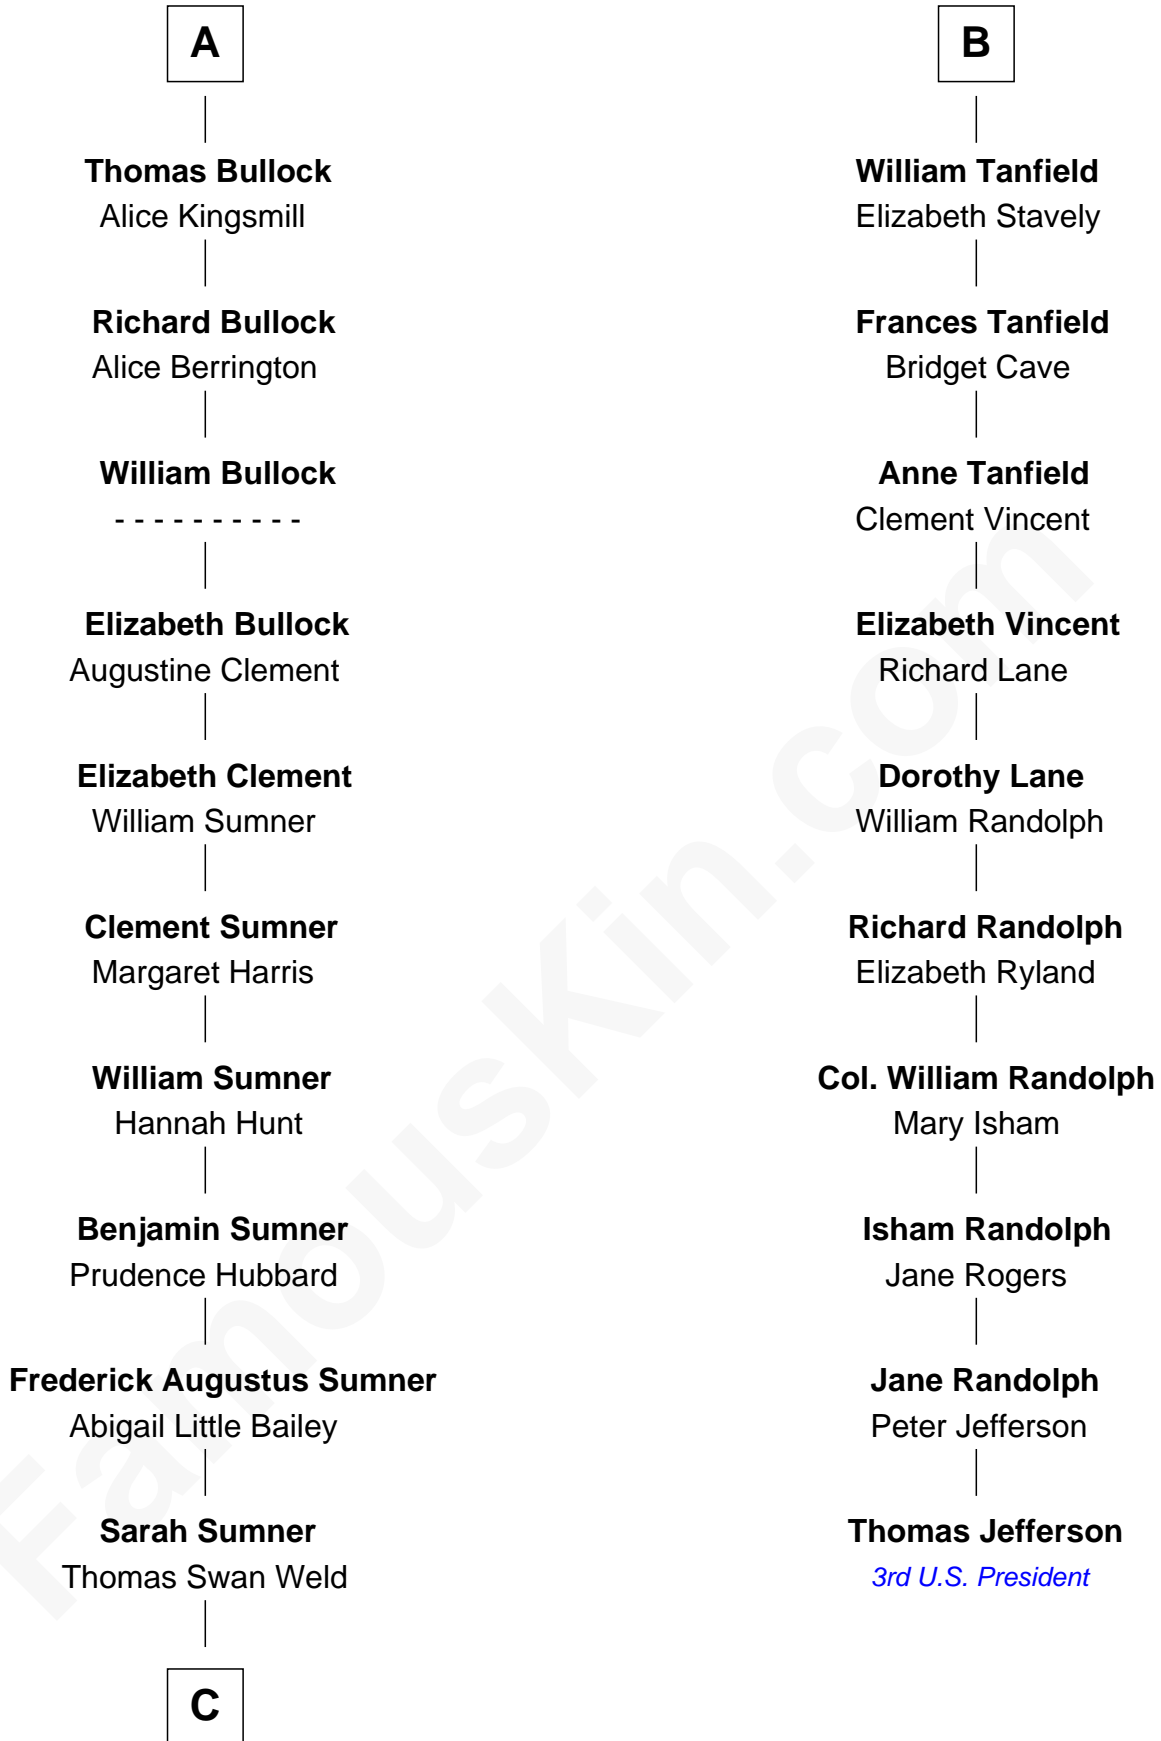 A
Thomas Bullock
Alice Kingsmill
Richard Bullock
Alice Berrington
William Bullock
- - - - - - - - - -
Elizabeth Bullock
Augustine Clement
Elizabeth Clement
William Sumner
Clement Sumner
Margaret Harris
William Sumner
Hannah Hunt
Benjamin Sumner
Prudence Hubbard
Frederick Augustus Sumner
Abigail Little Bailey
Sarah Sumner
Thomas Swan Weld
C
B
William Tanfield
Elizabeth Stavely
Frances Tanfield
Bridget Cave
Anne Tanfield
Clement Vincent
Elizabeth Vincent
Richard Lane
Dorothy Lane
William Randolph
Richard Randolph
Elizabeth Ryland
Col. William Randolph
Mary Isham
Isham Randolph
Jane Rogers
Jane Randolph
Peter Jefferson
Thomas Jefferson
3rd U.S. President
FamousKin.com